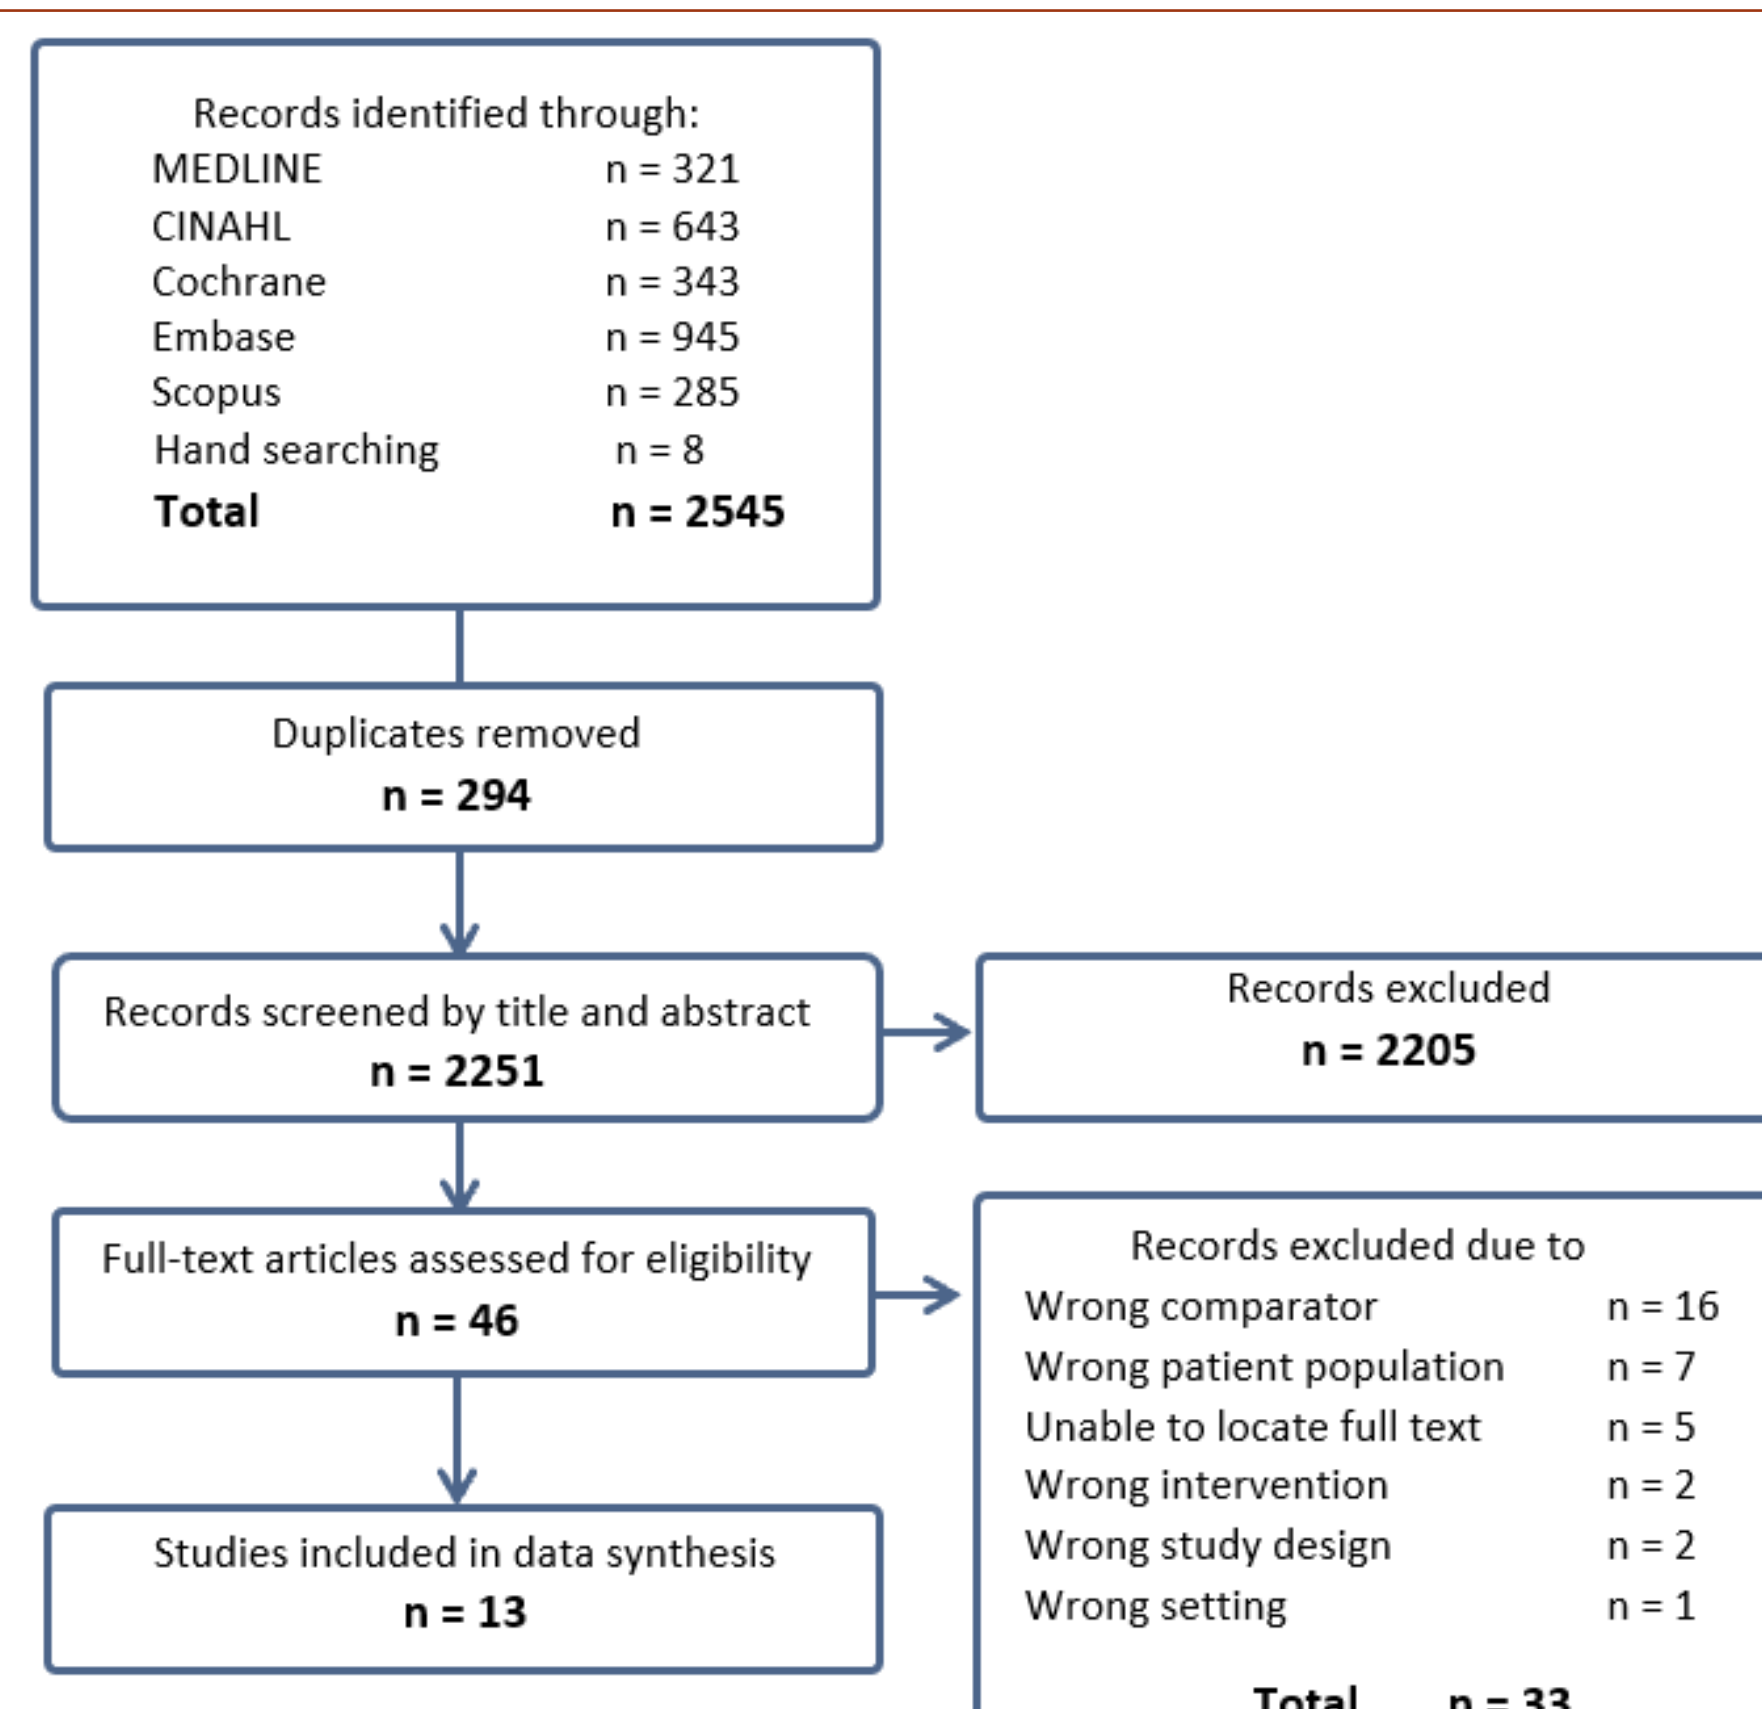 Records identified through:
MEDLINE n = 321
CINAHL n = 643
Cochrane n = 343
Embase n = 945
Scopus n = 285
Hand searching n = 8
Total n = 2545
Duplicates removed
n = 294
Records screened by title and abstract
n = 2251
Records excluded
n = 2205
Full-text articles assessed for eligibility
n = 46
Records excluded due to
Wrong comparator n = 16
Wrong patient population n = 7
Unable to locate full text n = 5
Wrong intervention n = 2
Wrong study design n = 2
Wrong setting n = 1
Total n = 33
Studies included in data synthesis
n = 13